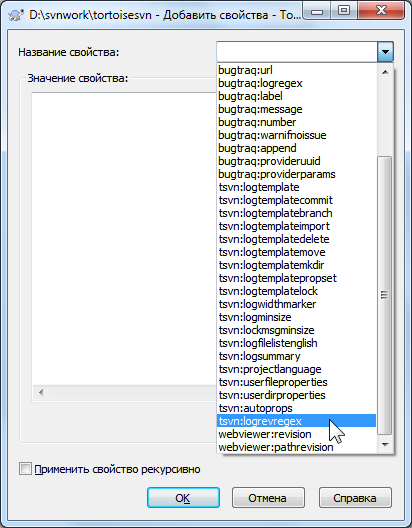 D:\svnwork\tortoisesvn - Добавить свойства - To...
Название свойства:
Значение свойства:
bugtraq:url
bugtraq:logregex
bugtraq:label
bugtraq:message
bugtraq:number
bugtraq:warnifnoissue
bugtraq:append
bugtraq:provideruuid
bugtraq:providerparams
tsvn:logtemplate
tsvn:logtemplatecommit
tsvn:logtemplatebranch
tsvn:logtemplateimport
tsvn:logtemplatedelete
tsvn:logtemplatemove
tsvn:logtemplatemkdir
tsvn:logtemplatepropset
tsvn:logtemplatelock
tsvn:logwidthmarker
tsvn:logminsize
tsvn:lockmsgminsize
tsvn:logfilelistenglish
tsvn:logsummary
tsvn:projectlanguage
tsvn:userfileproperties
tsvn:userdirproperties
tsvn:autoprops
tsvn:logrevregex
webviewer:revision
webviewer:pathrevision
Применить свойство рекурсивно
OK
Отмена
Справка